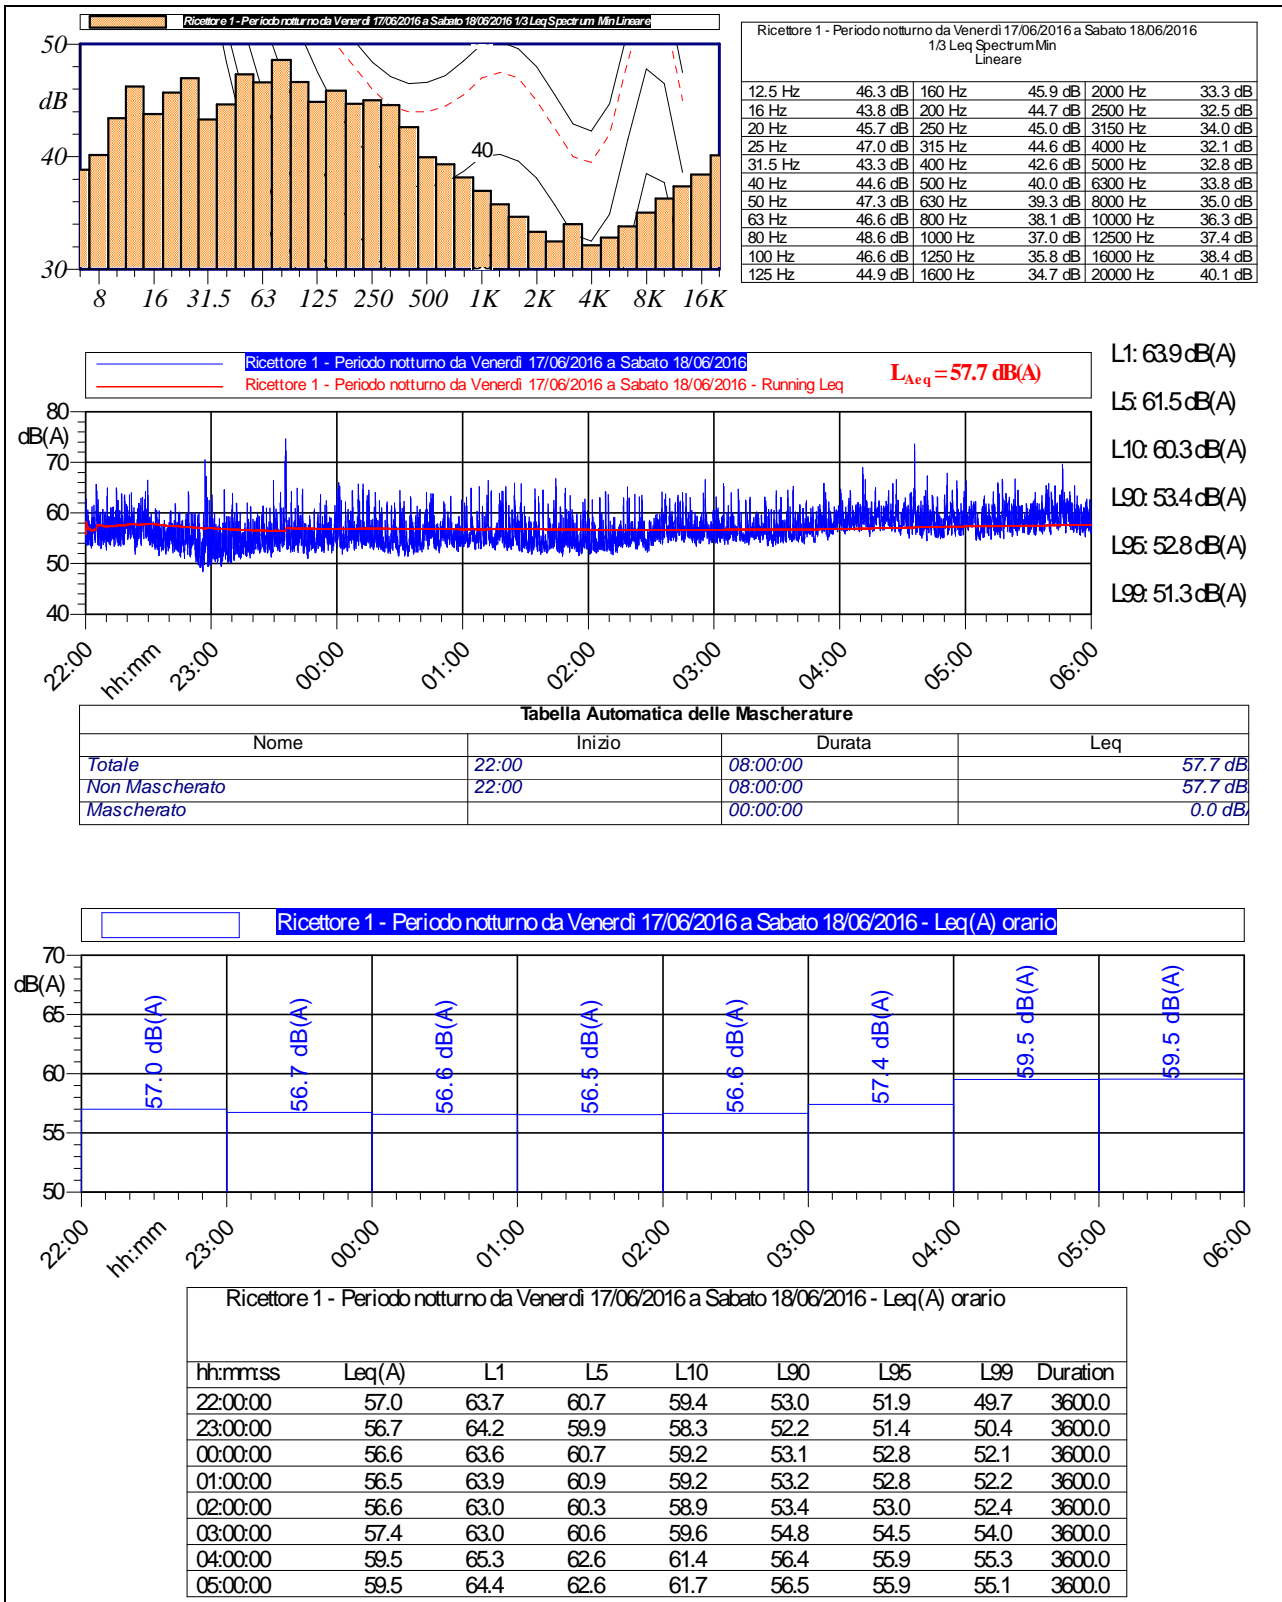 Ricettore 1 - Periodo notturno da Venerdì 17/06/2016 a Sabato 18/06/2016 1/3 Leq Spectrum Min Lineare
50
dB
40
30
40
8 16 31.5 63 125 250 500 1K 2K 4K 8K 16K
Ricettore 1 - Periodo notturno da Venerdì 17/06/2016 a Sabato 18/06/2016
1/3 Leq Spectrum Min
Lineare
12.5 Hz 46.3 dB 160 Hz 45.9 dB 2000 Hz 33.3 dB
16 Hz 43.8 dB 200 Hz 44.7 dB 2500 Hz 32.5 dB
20 Hz 45.7 dB 250 Hz 45.0 dB 3150 Hz 34.0 dB
25 Hz 47.0 dB 315 Hz 44.6 dB 4000 Hz 32.1 dB
31.5 Hz 43.3 dB 400 Hz 42.6 dB 5000 Hz 32.8 dB
40 Hz 44.6 dB 500 Hz 40.0 dB 6300 Hz 33.8 dB
50 Hz 47.3 dB 630 Hz 39.3 dB 8000 Hz 35.0 dB
63 Hz 46.6 dB 800 Hz 38.1 dB 10000 Hz 36.3 dB
80 Hz 48.6 dB 1000 Hz 37.0 dB 12500 Hz 37.4 dB
100 Hz 46.6 dB 1250 Hz 35.8 dB 16000 Hz 38.4 dB
125 Hz 44.9 dB 1600 Hz 34.7 dB 20000 Hz 40.1 dB
Ricettore 1 - Periodo notturno da Venerdì 17/06/2016 a Sabato 18/06/2016
Ricettore 1 - Periodo notturno da Venerdì 17/06/2016 a Sabato 18/06/2016 - Running Leq
LAeq = 57.7 dB(A)
80
dB(A)
70
60
50
40
22:00 hh:mm 23:00 00:00 01:00 02:00 03:00 04:00 05:00 06:00
L1: 63.9 dB(A)
L5: 61.5 dB(A)
L10: 60.3 dB(A)
L90: 53.4 dB(A)
L95: 52.8 dB(A)
L99: 51.3 dB(A)
Tabella Automatica delle Mascherature
Nome Inizio Durata Leq
Totale 22:00 08:00:00 57.7 dB
Non Mascherato 22:00 08:00:00 57.7 dB
Mascherato 00:00:00 0.0 dB
Ricettore 1 - Periodo notturno da Venerdì 17/06/2016 a Sabato 18/06/2016 - Leq(A) orario
70
dB(A)
65
60
55
50
57.0 dB(A) 56.7 dB(A) 56.6 dB(A) 56.5 dB(A) 56.6 dB(A) 57.4 dB(A) 59.5 dB(A) 59.5 dB(A)
22:00 hh:mm 23:00 00:00 01:00 02:00 03:00 04:00 05:00 06:00
Ricettore 1 - Periodo notturno da Venerdì 17/06/2016 a Sabato 18/06/2016 - Leq(A) orario
hh:mm:ss Leq(A) L1 L5 L10 L90 L95 L99 Duration
22:00:00 57.0 63.7 60.7 59.4 53.0 51.9 49.7 3600.0
23:00:00 56.7 64.2 59.9 58.3 52.2 51.4 50.4 3600.0
00:00:00 56.6 63.6 60.7 59.2 53.1 52.8 52.1 3600.0
01:00:00 56.5 63.9 60.9 59.2 53.2 52.8 52.2 3600.0
02:00:00 56.6 63.0 60.3 58.9 53.4 53.0 52.4 3600.0
03:00:00 57.4 63.0 60.6 59.6 54.8 54.5 54.0 3600.0
04:00:00 59.5 65.3 62.6 61.4 56.4 55.9 55.3 3600.0
05:00:00 59.5 64.4 62.6 61.7 56.5 55.9 55.1 3600.0